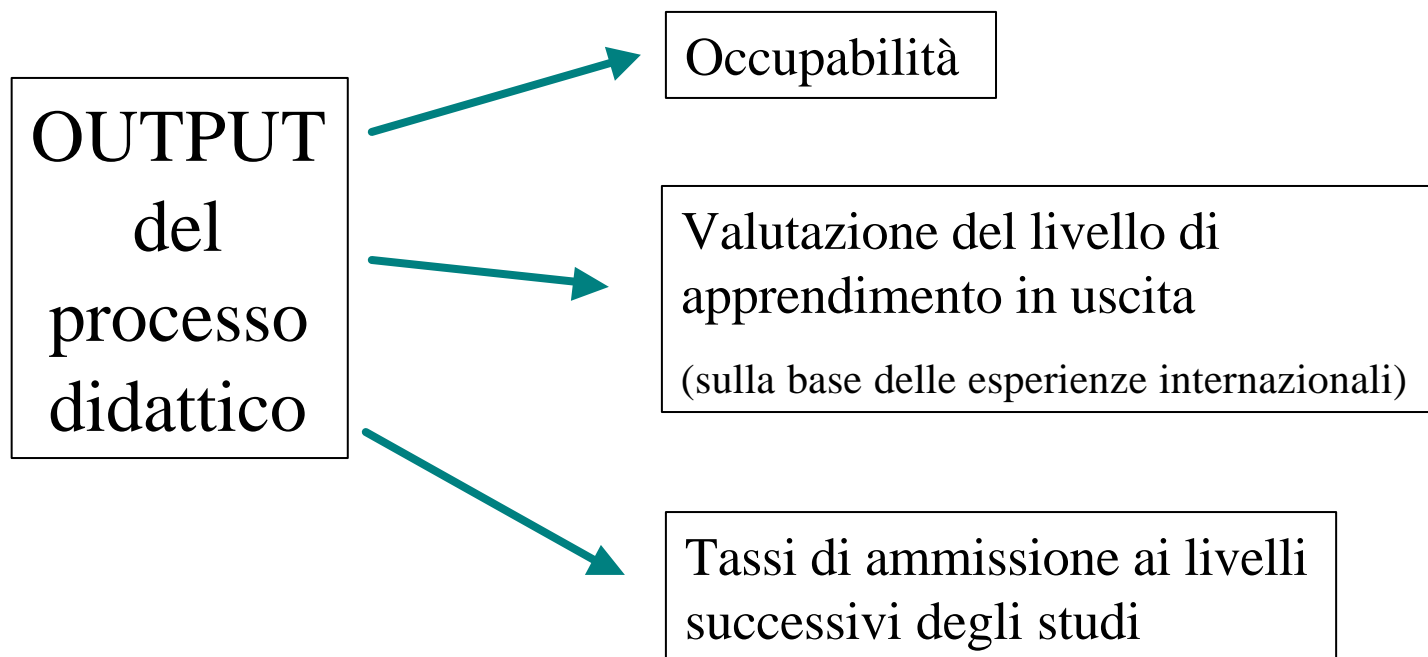 OUTPUT
del
processo
didattico
Occupabilità
Valutazione del livello di
apprendimento in uscita
(sulla base delle esperienze internazionali)
Tassi di ammissione ai livelli
successivi degli studi